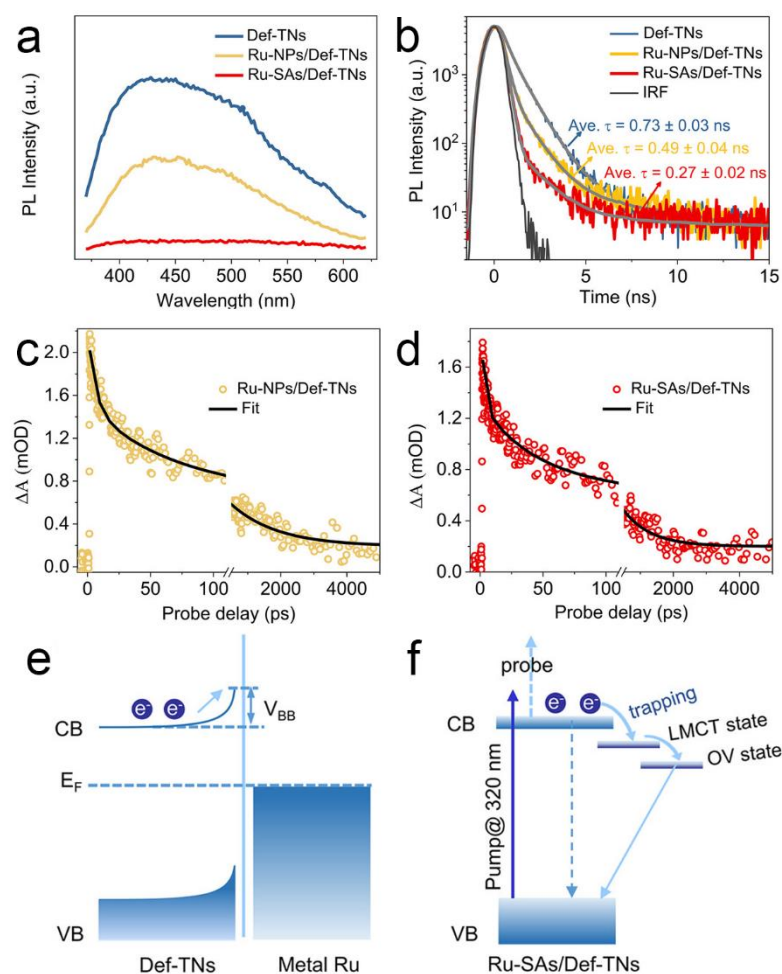 a
Def-TNs
Ru-NPs/Def-TNs
Ru-SAs/Def-TNs
PL Intensity (a.u.)
400 450 500 550 600
Wavelength (nm)
b
Def-TNs
Ru-NPs/Def-TNs
Ru-SAs/Def-TNs
IRF
Ave. τ = 0.73 ± 0.03 ns
Ave. τ = 0.49 ± 0.04 ns
Ave. τ = 0.27 ± 0.02 ns
PL Intensity (a.u.)
10³
10²
10¹
0 5 10 15
Time (ns)
c
Ru-NPs/Def-TNs
Fit
ΔA (mOD)
2.0
1.6
1.2
0.8
0.4
0.0
0 50 100 2000 4000
Probe delay (ps)
d
Ru-SAs/Def-TNs
Fit
ΔA (mOD)
1.6
1.2
0.8
0.4
0.0
0 50 100 2000 4000
Probe delay (ps)
e
e⁻ e⁻
V_BB
CB
E_F
VB
Def-TNs Metal Ru
f
probe
e⁻ e⁻
trapping
CB
LMCT state
OV state
Pump@ 320 nm
VB
Ru-SAs/Def-TNs